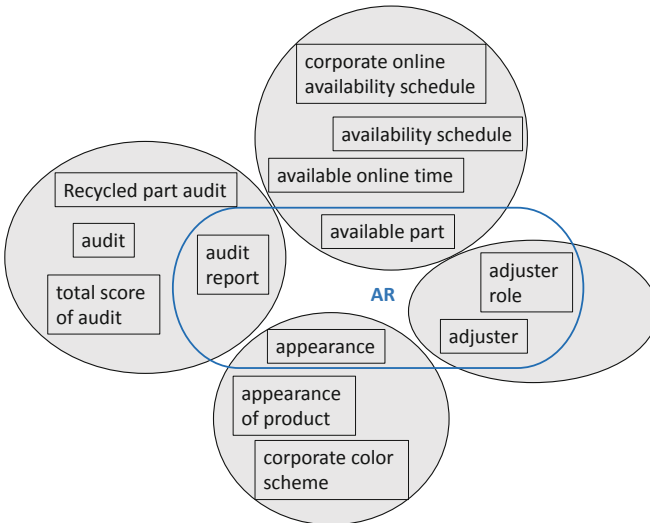 corporate online
availability schedule
availability schedule
available online time
available part
Recycled part audit
audit
audit
report
total score
of audit
AR
adjuster
role
adjuster
appearance
appearance
of product
corporate color
scheme